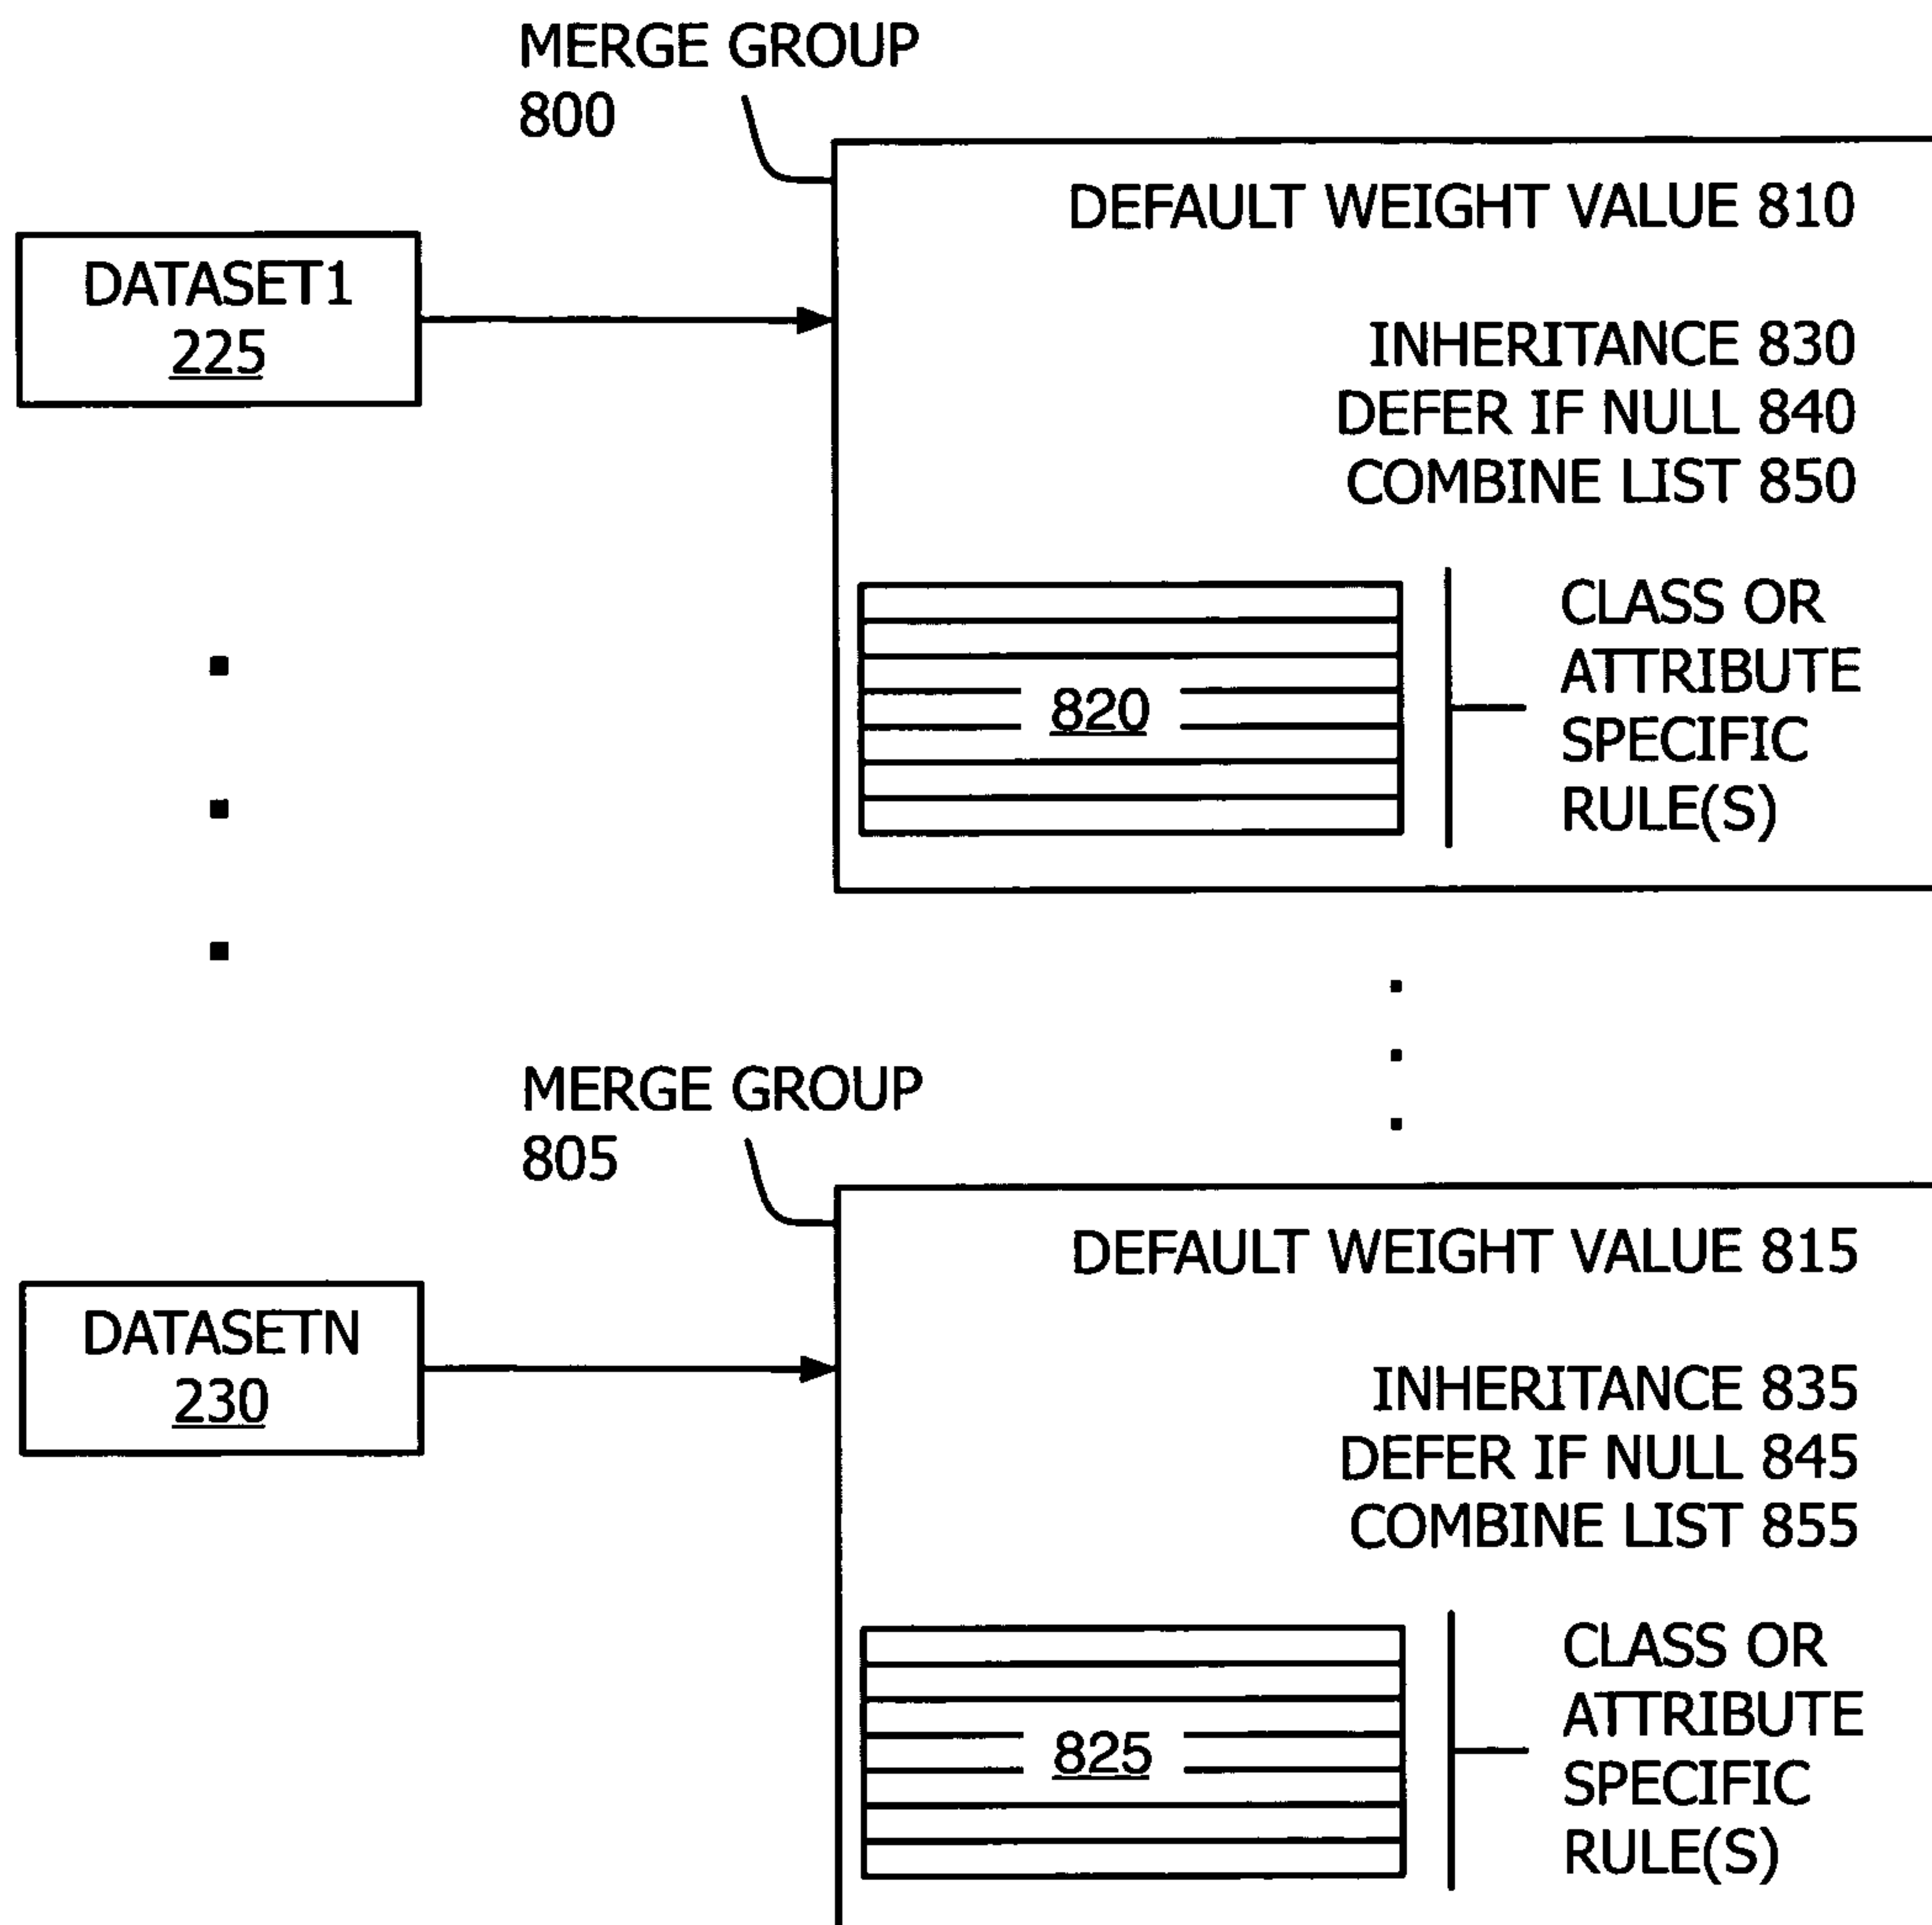 MERGE GROUP
800
DEFAULT WEIGHT VALUE 810
DATASET1
225
INHERITANCE 830
DEFER IF NULL 840
COMBINE LIST 850
820
CLASS OR
ATTRIBUTE
SPECIFIC
RULE(S)
MERGE GROUP
805
DEFAULT WEIGHT VALUE 815
DATASETN
230
INHERITANCE 835
DEFER IF NULL 845
COMBINE LIST 855
825
CLASS OR
ATTRIBUTE
SPECIFIC
RULE(S)